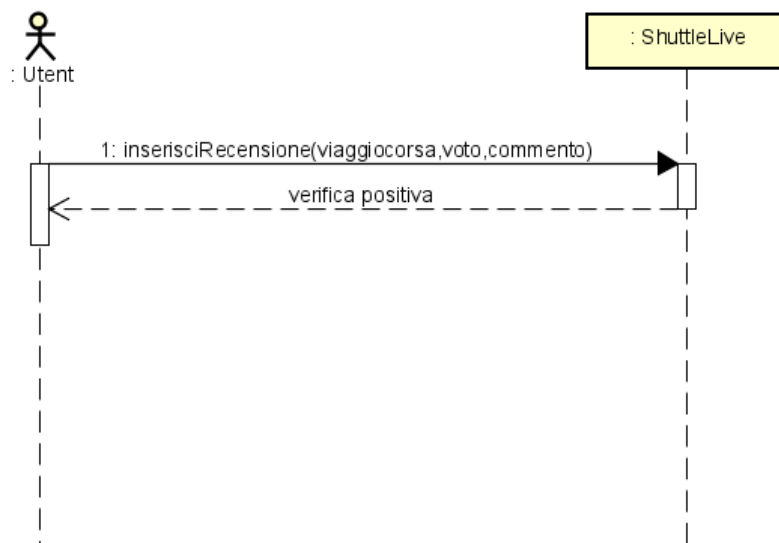 : Utent
: ShuttleLive
1: inserisciRecensione(viaggiocorsa,voto,commento)
verifica positiva